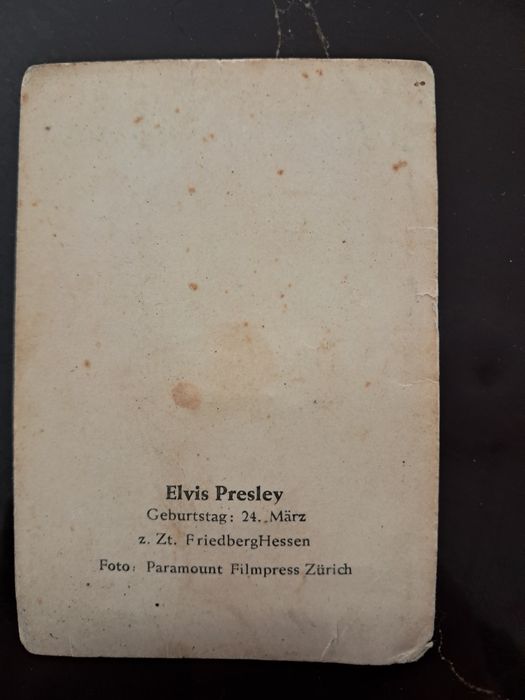 Elvis Presley
Geburtstag: 24. März
z. Zt. FriedbergHessen
Foto: Paramount Filmpress Zürich